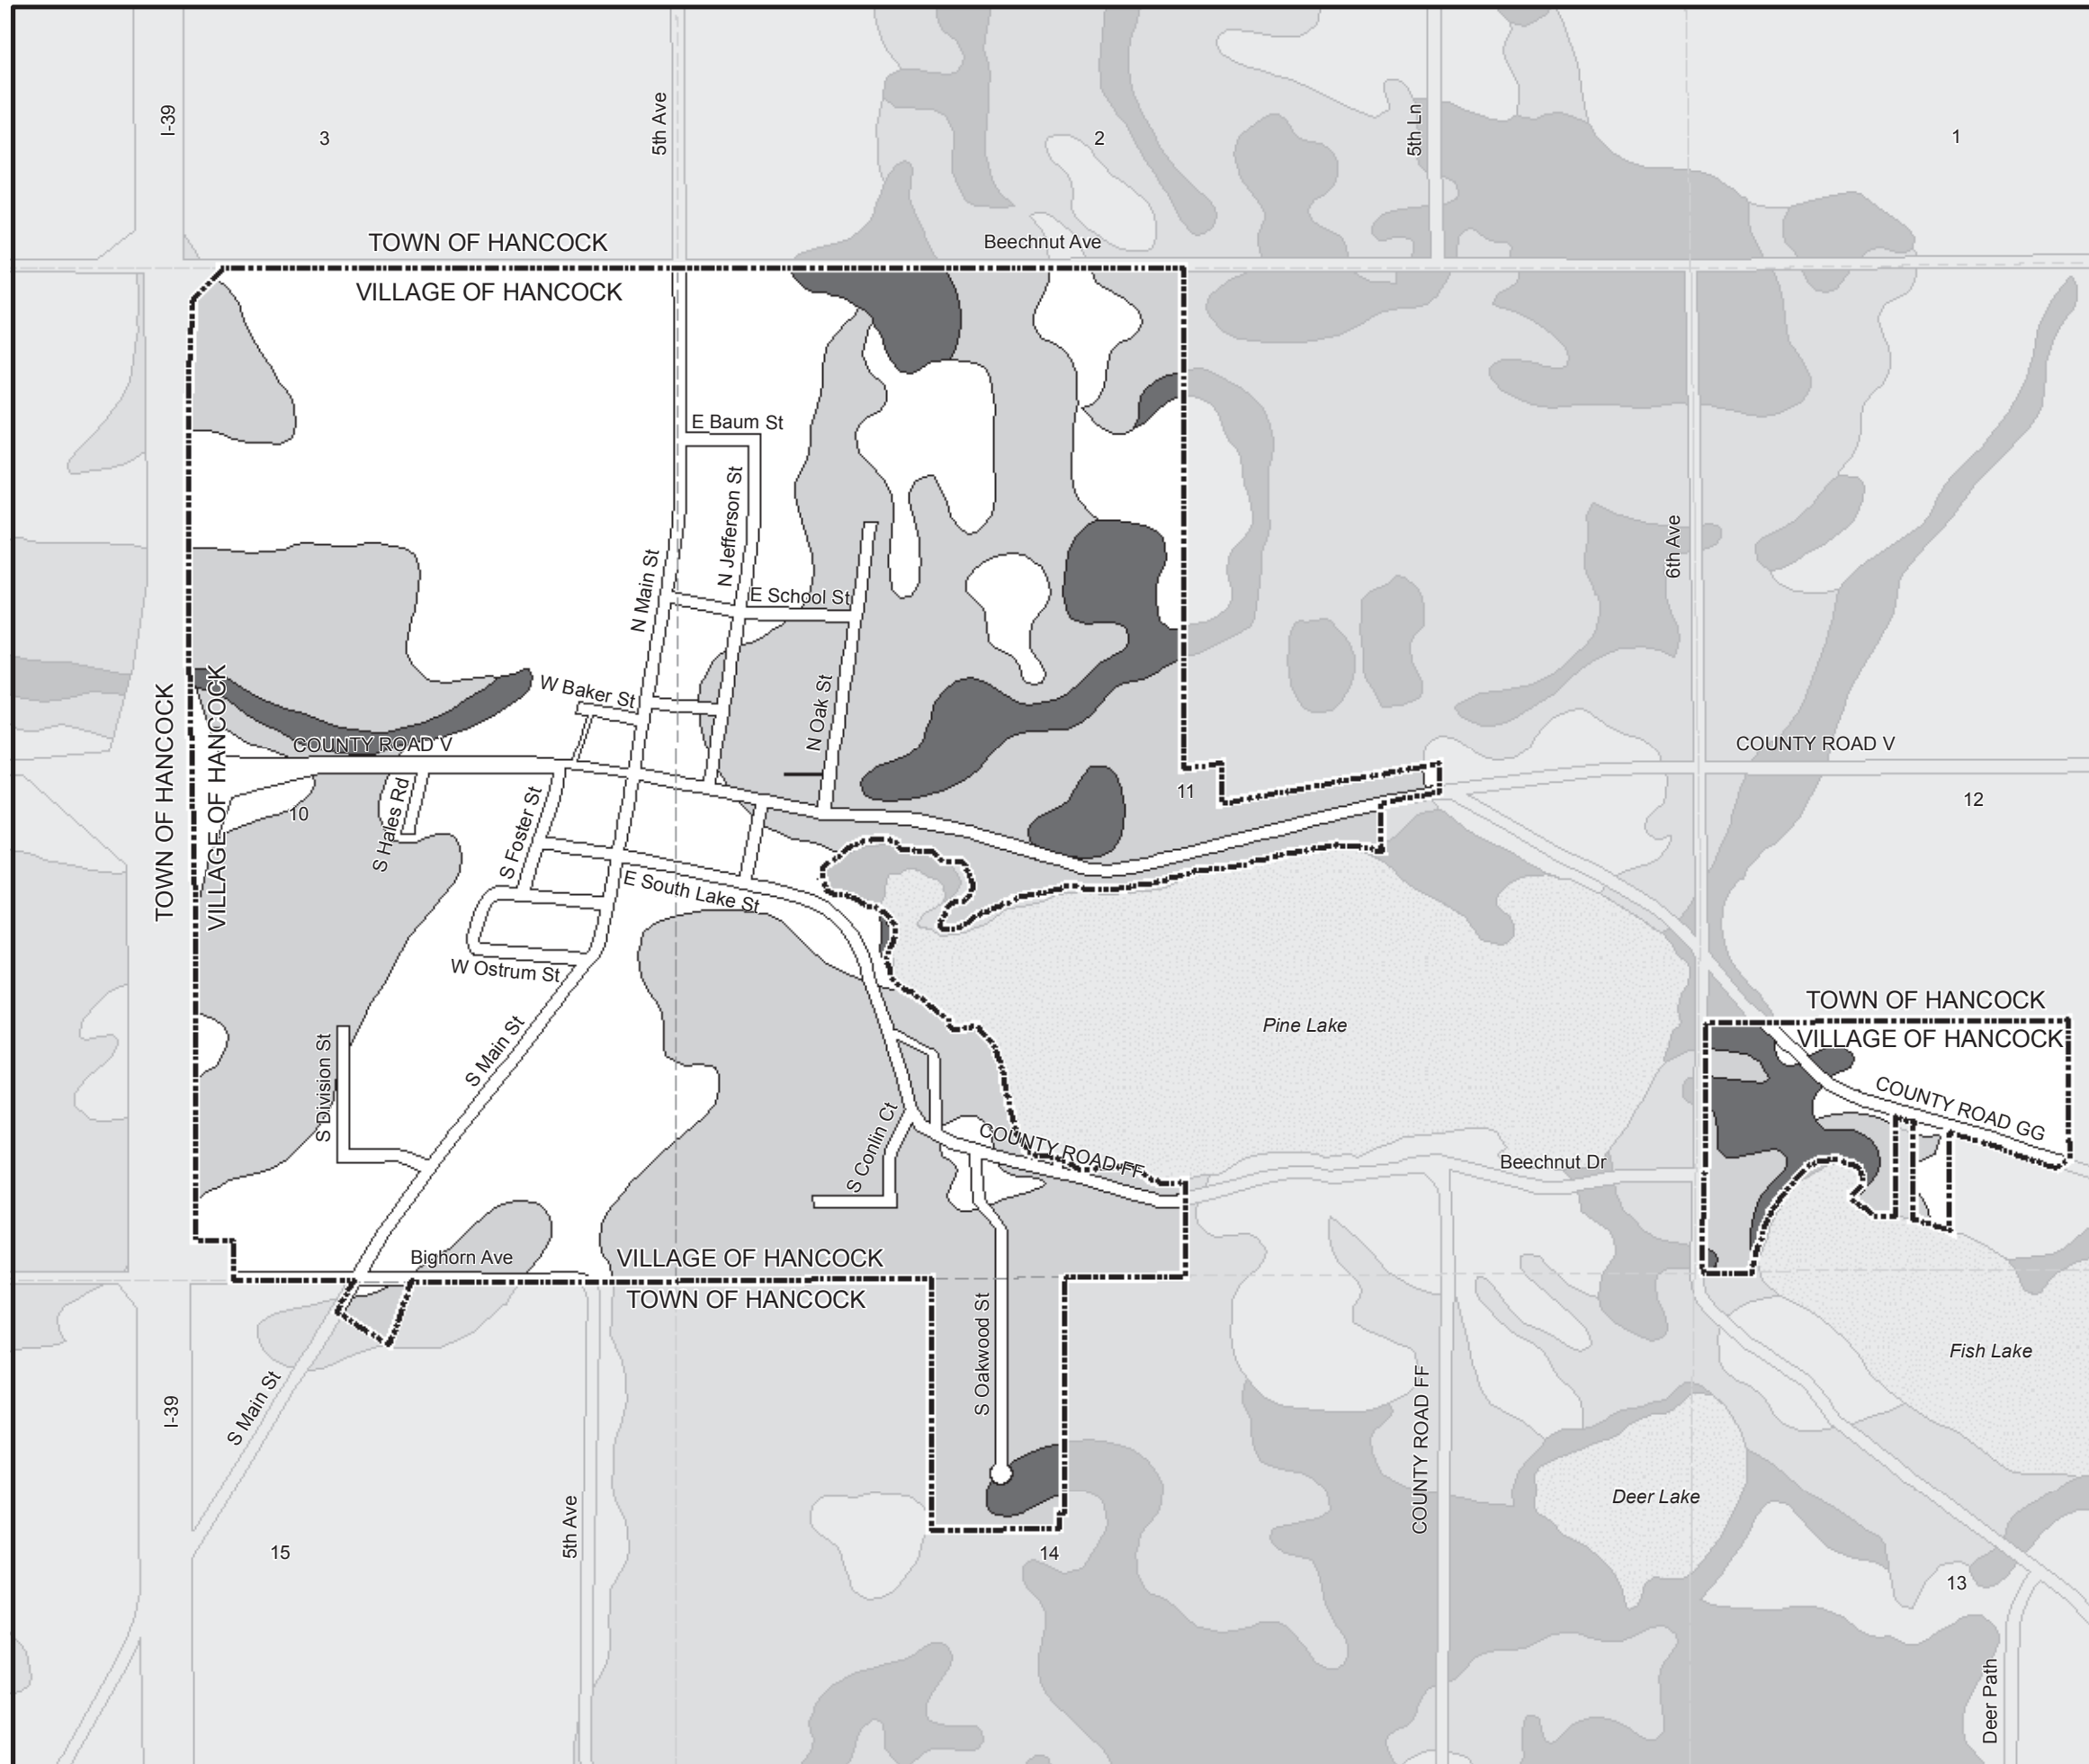 I-39
3
5th Ave
2
5th Ln
1
TOWN OF HANCOCK
Beechnut Ave
VILLAGE OF HANCOCK
E Baum St
N Jefferson St
N Main St
E School St
6th Ave
W Baker St
N Oak St
COUNTY ROAD V
COUNTY ROAD V
TOWN OF HANCOCK
VILLAGE OF HANCOCK
10
S Hales Rd
S Foster St
11
12
E South Lake St
W Ostrum St
S Main St
S Division St
Pine Lake
TOWN OF HANCOCK
VILLAGE OF HANCOCK
COUNTY ROAD GG
S Conlin Ct
COUNTY ROAD FF
Beechnut Dr
Bighorn Ave
VILLAGE OF HANCOCK
TOWN OF HANCOCK
S Oakwood St
Fish Lake
I-39
S Main St
COUNTY ROAD FF
Deer Lake
5th Ave
15
14
13
Deer Path